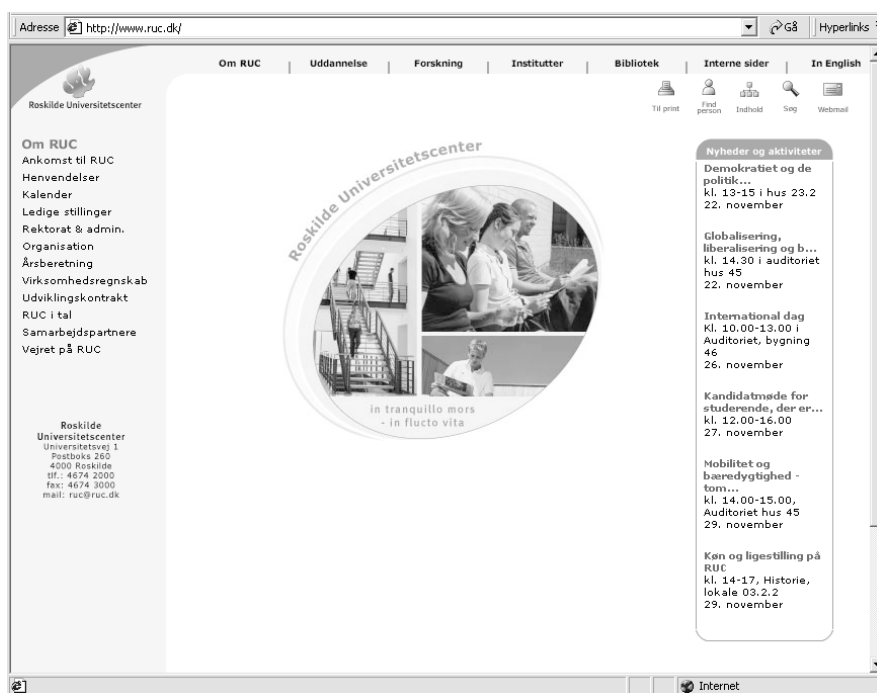 Adresse http://www.ruc.dk/ Gå Hyperlinks
Om RUC | Uddannelse | Forskning | Institutter | Bibliotek | Interne sider | In English
Roskilde Universitetscenter
Til print
Find person
Indhold
Søg
Webmail
Om RUC
Ankomst til RUC
Henvendelser
Kalender
Ledige stillinger
Rektorat & admin.
Organisation
Årsberetning
Virksomhedsregnskab
Udviklingskontrakt
RUC i tal
Samarbejdspartnere
Vejret på RUC
Roskilde
Universitetscenter
Universitetsvej 1
Postboks 260
4000 Roskilde
tlf.: 4674 2000
fax: 4674 3000
mail: ruc@ruc.dk
Roskilde Universitetscenter
in tranquillo mors
- in flucto vita
Nyheder og aktiviteter
Demokratiet og de
politik...
kl. 13-15 i hus 23.2
22. november
Globalisering,
liberalisering og b...
kl. 14.30 i auditoriet
hus 45
22. november
International dag
Kl. 10.00-13.00 i
Auditoriet, bygning
46
26. november
Kandidatmøde for
studerende, der er...
kl. 12.00-16.00
27. november
Mobilitet og
bæredygtighed -
tom...
kl. 14.00-15.00,
Auditoriet hus 45
29. november
Køn og ligestilling på
RUC
kl. 14-17, Historie,
lokale 03.2.2
29. november
Internet